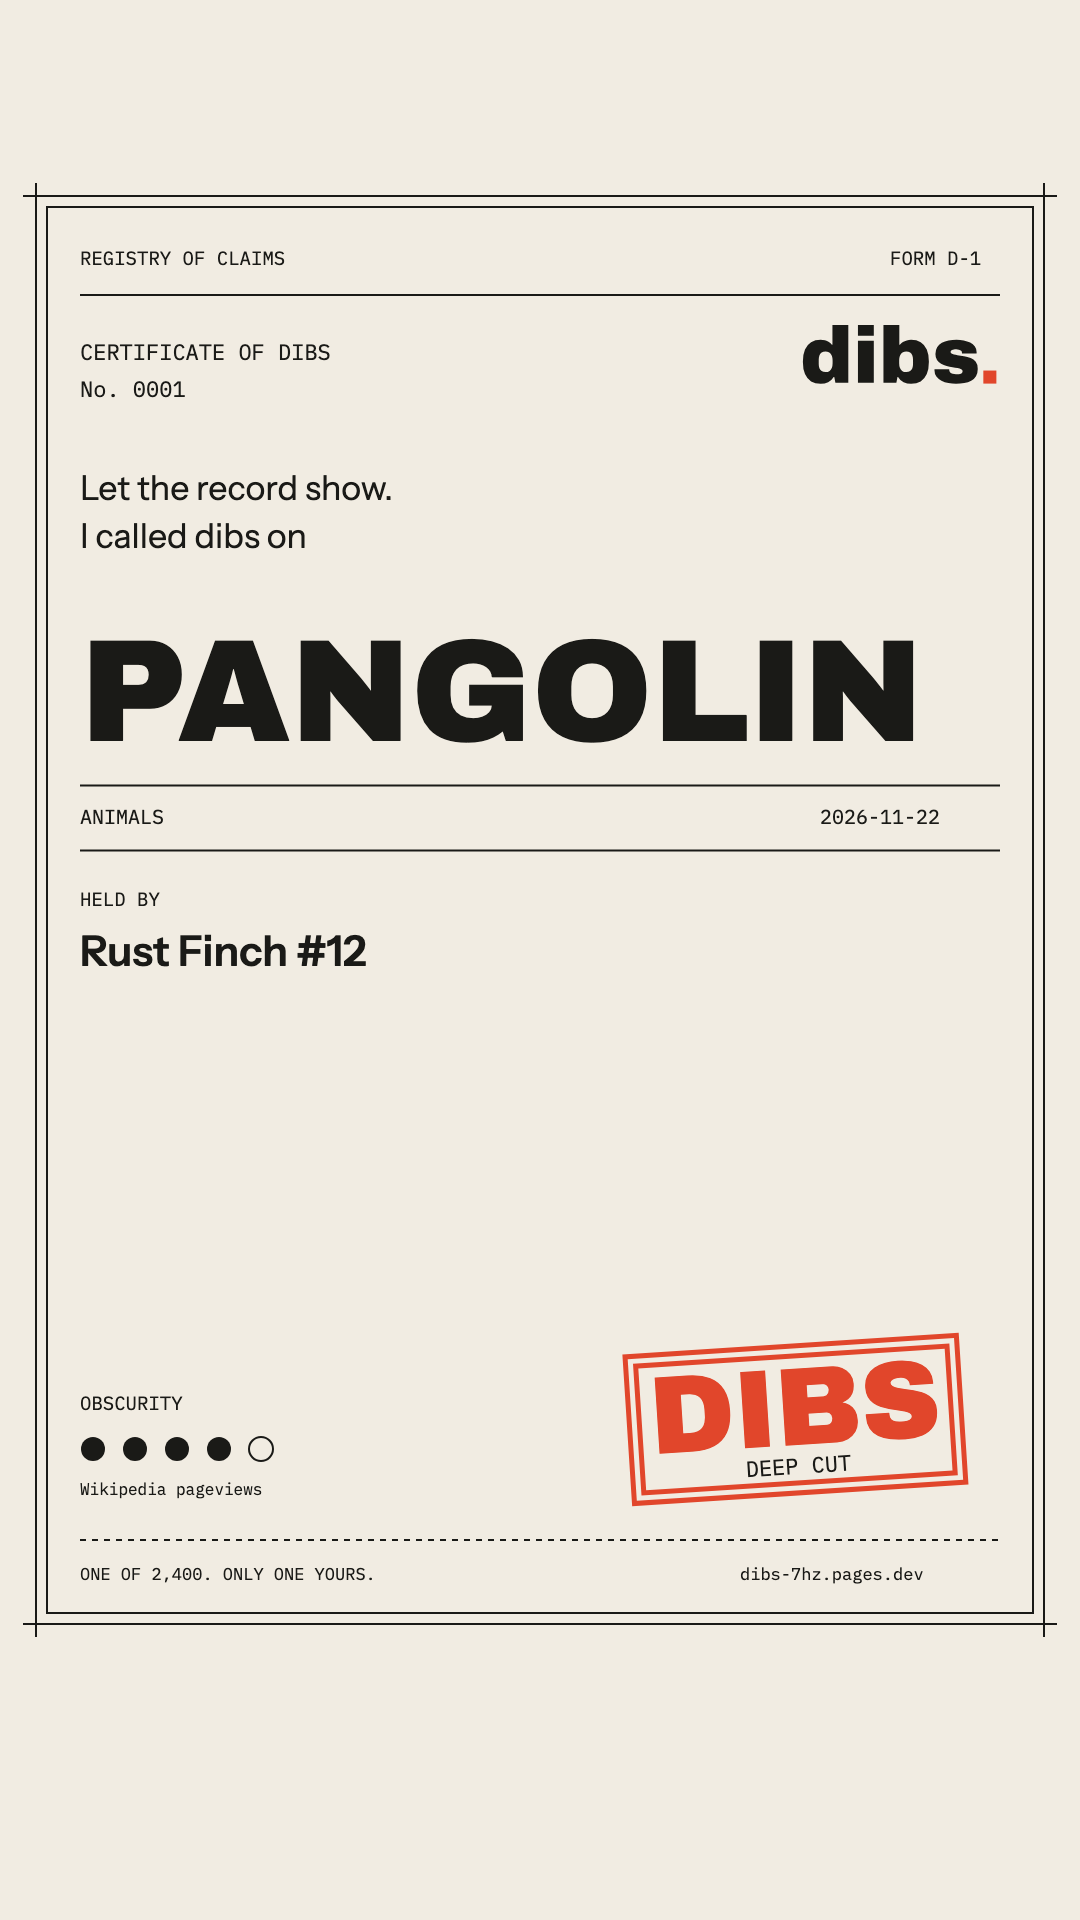 REGISTRY OF CLAIMS FORM D-1
CERTIFICATE OF DIBS
dibs.
No. 0001
Let the record show.
I called dibs on
PANGOLIN
ANIMALS 2026-11-22
HELD BY
Rust Finch #12
OBSCURITY
Wikipedia pageviews
DIBS
DEEP CUT
ONE OF 2,400. ONLY ONE YOURS. dibs-7hz.pages.dev